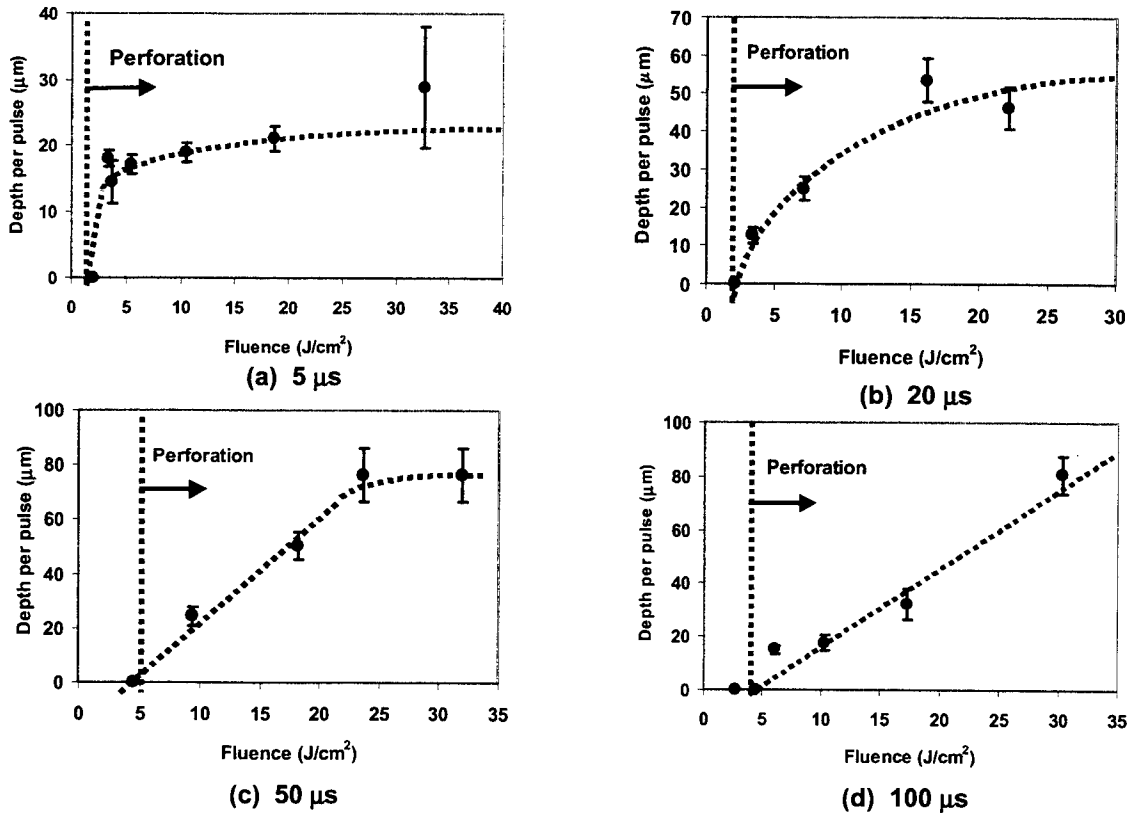 Depth per pulse (μm)
40
30
20
10
0
Perforation
0 5 10 15 20 25 30 35 40
Fluence (J/cm²)
(a) 5 μs
Depth per pulse (μm)
70
60
50
40
30
20
10
0
Perforation
0 5 10 15 20 25 30
Fluence (J/cm²)
(b) 20 μs
Depth per pulse (μm)
100
80
60
40
20
0
Perforation
0 5 10 15 20 25 30 35
Fluence (J/cm²)
(c) 50 μs
Depth per pulse (μm)
100
80
60
40
20
0
Perforation
0 5 10 15 20 25 30 35
Fluence (J/cm²)
(d) 100 μs